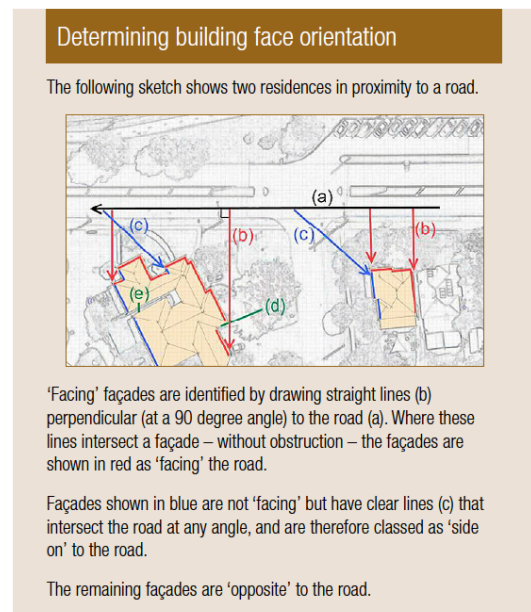 Determining building face orientation
The following sketch shows two residences in proximity to a road.
(a)
(c)
(b)
(c)
(b)
(e)
(d)
‘Facing’ façades are identified by drawing straight lines (b)
perpendicular (at a 90 degree angle) to the road (a). Where these
lines intersect a façade – without obstruction – the façades are
shown in red as ‘facing’ the road.
Façades shown in blue are not ‘facing’ but have clear lines (c) that
intersect the road at any angle, and are therefore classed as ‘side
on’ to the road.
The remaining façades are ‘opposite’ to the road.